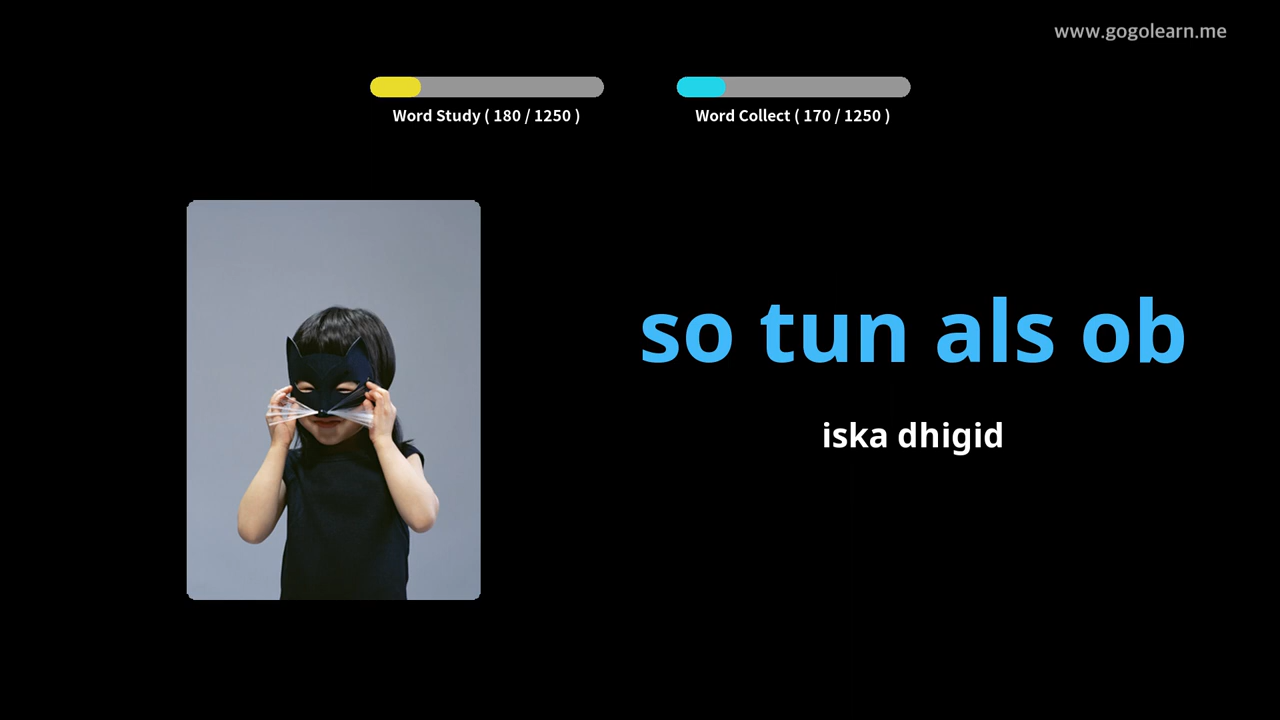 www.gogolearn.me
Word Study ( 180 / 1250 )
Word Collect ( 170 / 1250 )
so tun als ob
iska dhigid